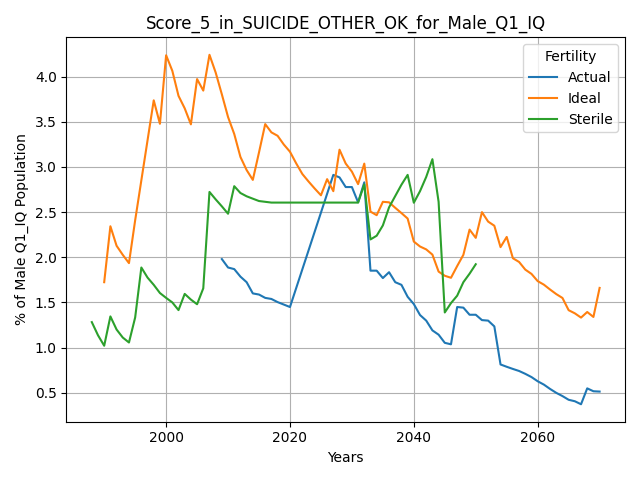 Score_5_in_SUICIDE_OTHER_OK_for_Male_Q1_IQ
Fertility
Actual
Ideal
Sterile
% of Male Q1_IQ Population
4.0
3.5
3.0
2.5
2.0
1.5
1.0
0.5
2000
2020
2040
2060
Years